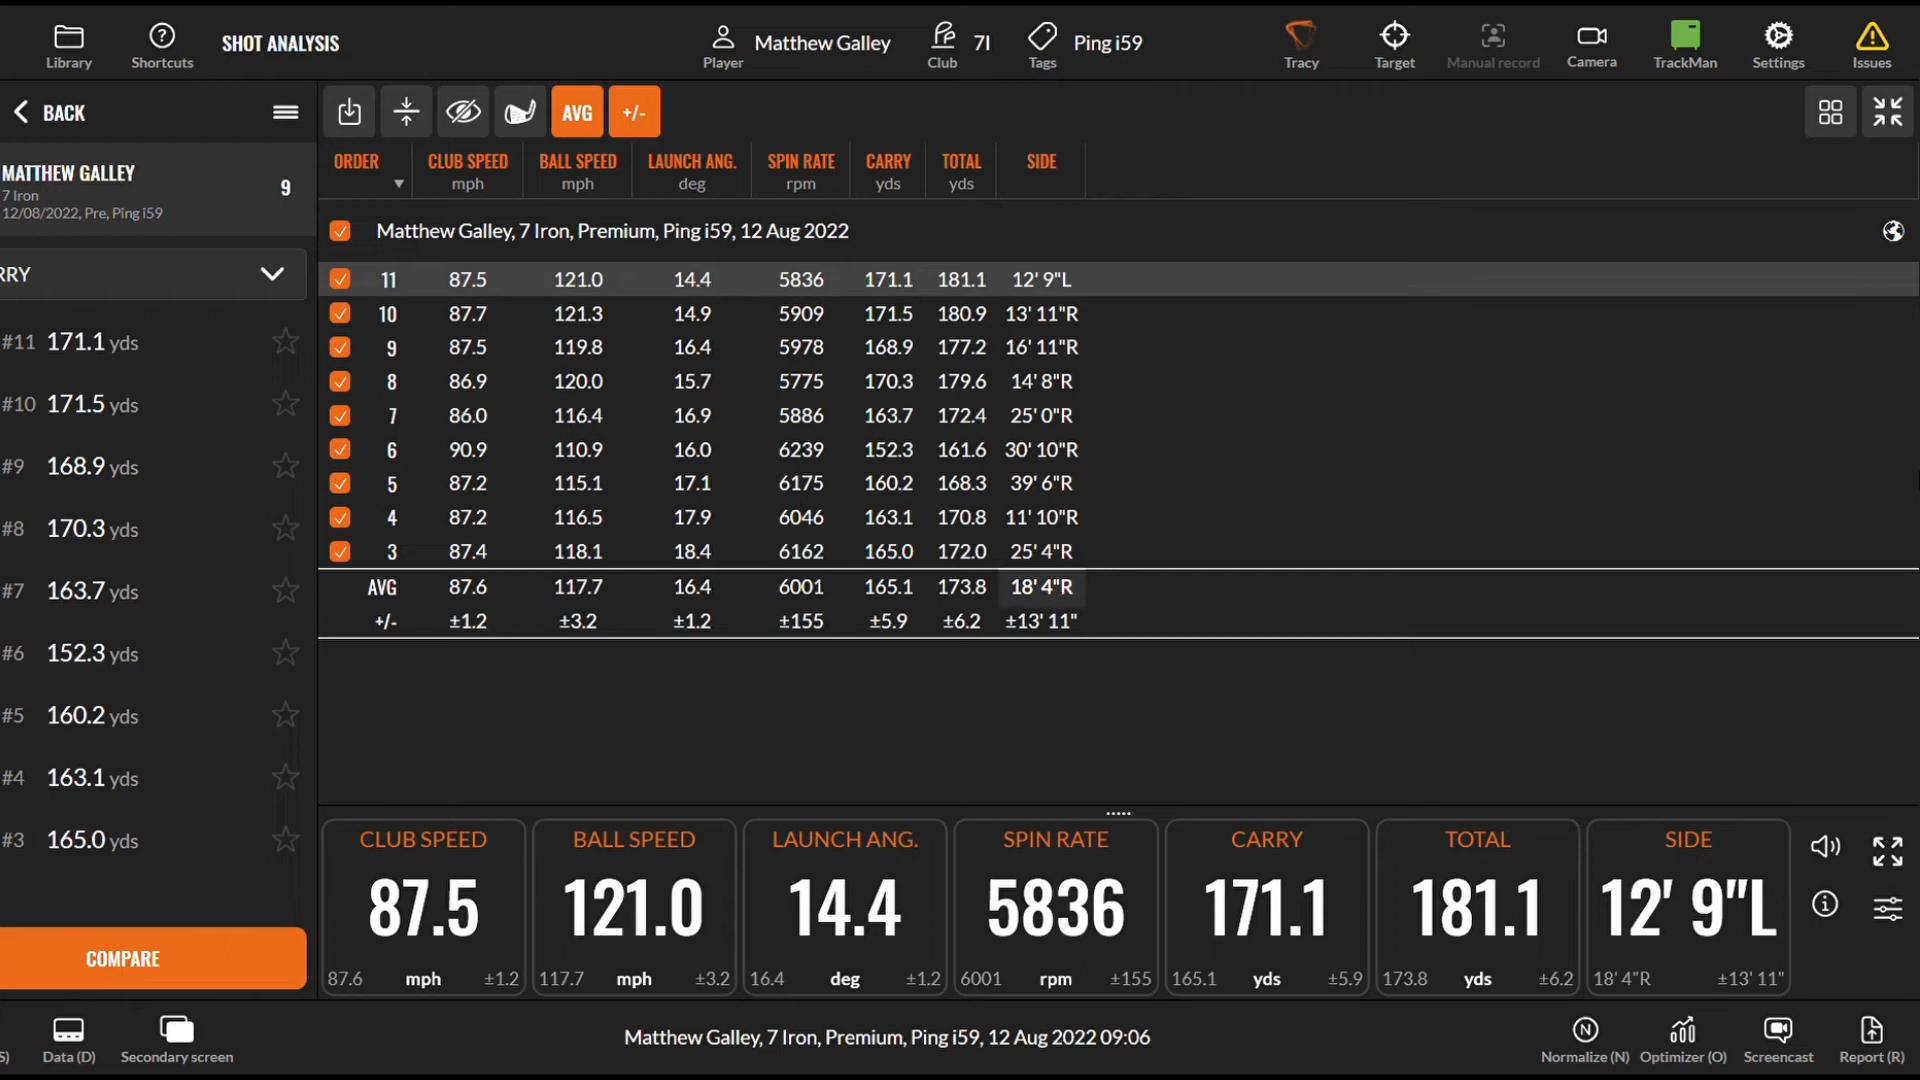 Library
Shortcuts
SHOT ANALYSIS
Player
Matthew Galley
Club
7I
Tags
Ping i59
Tracy
Target
Manual record
Camera
TrackMan
Settings
Issues
BACK
AVG
+/-
MATTHEW GALLEY
7 Iron
12/08/2022, Pre, Ping i59
9
RRY
#11 171.1 yds
#10 171.5 yds
#9 168.9 yds
#8 170.3 yds
#7 163.7 yds
#6 152.3 yds
#5 160.2 yds
#4 163.1 yds
#3 165.0 yds
COMPARE
ORDER CLUB SPEED BALL SPEED LAUNCH ANG. SPIN RATE CARRY TOTAL SIDE
mph mph deg rpm yds yds
Matthew Galley, 7 Iron, Premium, Ping i59, 12 Aug 2022
11 87.5 121.0 14.4 5836 171.1 181.1 12' 9"L
10 87.7 121.3 14.9 5909 171.5 180.9 13' 11"R
9 87.5 119.8 16.4 5978 168.9 177.2 16' 11"R
8 86.9 120.0 15.7 5775 170.3 179.6 14' 8"R
7 86.0 116.4 16.9 5886 163.7 172.4 25' 0"R
6 90.9 110.9 16.0 6239 152.3 161.6 30' 10"R
5 87.2 115.1 17.1 6175 160.2 168.3 39' 6"R
4 87.2 116.5 17.9 6046 163.1 170.8 11' 10"R
3 87.4 118.1 18.4 6162 165.0 172.0 25' 4"R
AVG 87.6 117.7 16.4 6001 165.1 173.8 18' 4"R
+/- ±1.2 ±3.2 ±1.2 ±155 ±5.9 ±6.2 ±13' 11"
CLUB SPEED BALL SPEED LAUNCH ANG. SPIN RATE CARRY TOTAL SIDE
87.5 121.0 14.4 5836 171.1 181.1 12' 9"L
87.6 mph ±1.2 117.7 mph ±3.2 16.4 deg ±1.2 6001 rpm ±155 165.1 yds ±5.9 173.8 yds ±6.2 18' 4"R ±13' 11"
S)
Data (D)
Secondary screen
Matthew Galley, 7 Iron, Premium, Ping i59, 12 Aug 2022 09:06
Normalize (N)
Optimizer (O)
Screencast
Report (R)